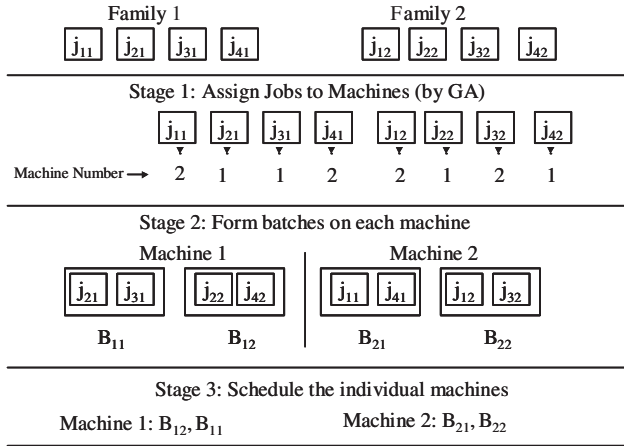 Family 1 Family 2
j11 j21 j31 j41 j12 j22 j32 j42
Stage 1: Assign Jobs to Machines (by GA)
j11 j21 j31 j41 j12 j22 j32 j42
Machine Number 2 1 1 2 2 1 2 1
Stage 2: Form batches on each machine
Machine 1 Machine 2
j21 j31 j22 j42 j11 j41 j12 j32
B11 B12 B21 B22
Stage 3: Schedule the individual machines
Machine 1: B12, B11 Machine 2: B21, B22